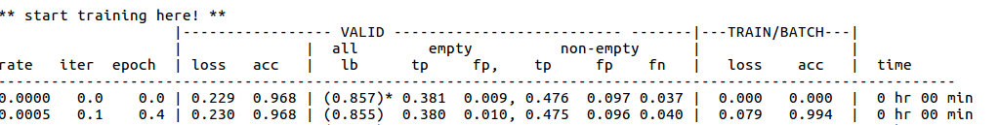 ** start training here! **
|----------------- VALID ------------------------- -------|---TRAIN/BATCH---|
| | all empty non-empty | |
rate iter epoch | loss acc | lb tp fp, tp fp fn | loss acc | time
----------------------------------------------------------------------------------------------------
0.0000 0.0 0.0 | 0.229 0.968 | (0.857)* 0.381 0.009, 0.476 0.097 0.037 | 0.000 0.000 | 0 hr 00 min
0.0005 0.1 0.4 | 0.230 0.968 | (0.855) 0.380 0.010, 0.475 0.096 0.040 | 0.079 0.994 | 0 hr 00 min